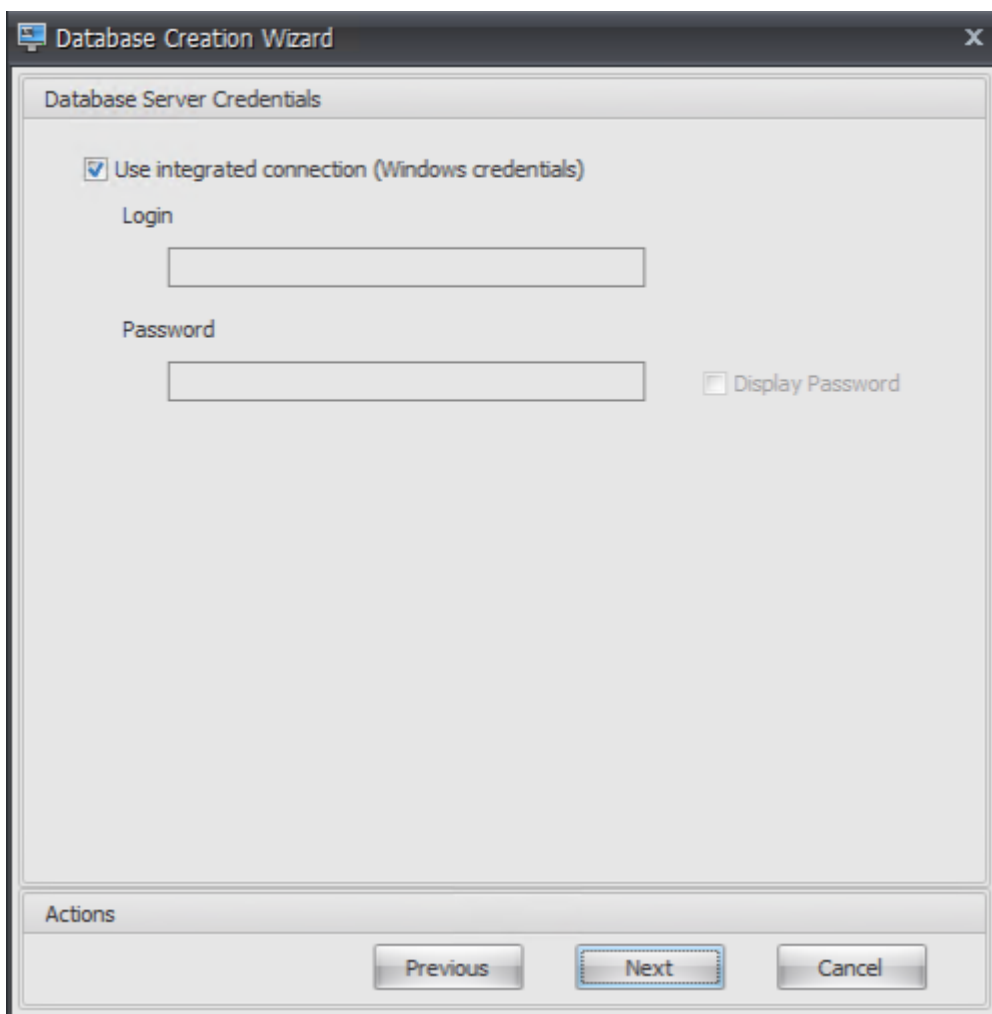 Database Creation Wizard
Database Server Credentials
Use integrated connection (Windows credentials)
Login
Password
Display Password
Actions
Previous Next Cancel